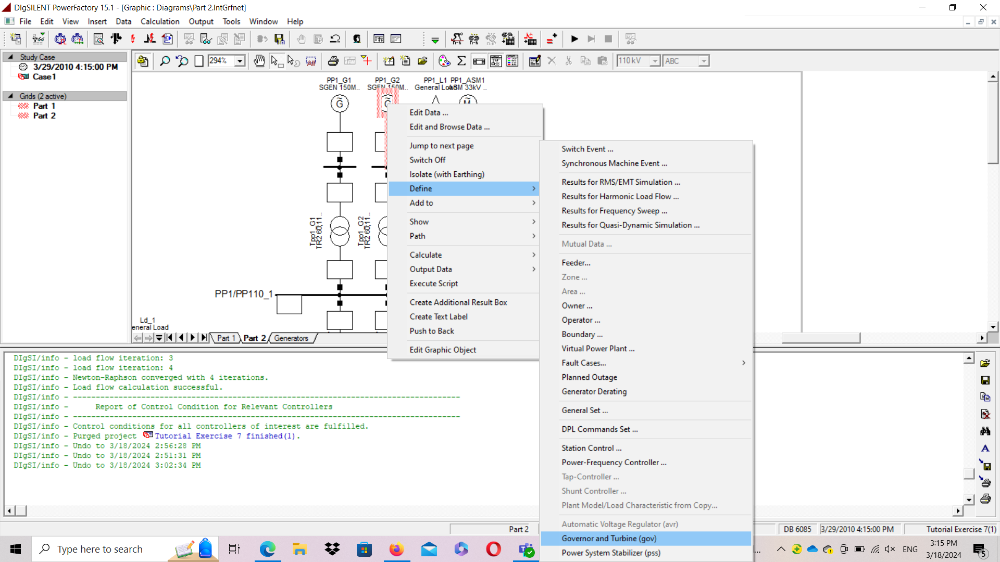 DIgSILENT PowerFactory 15.1 - [Graphic : Diagrams\Part 2.IntGrfnet]
File Edit View Insert Data Calculation Output Tools Window Help
294%
110 kV
ABC
Study Case
3/29/2010 4:15:00 PM
Case1
Grids (2 active)
Part 1
Part 2
PP1_G1 PP1_G2 PP1_L1 PP1_ASM1
SGEN 150M.. SGEN 150M.. General Load ASM 33kV ..
G
Tpp1_G1
TR2 60;11..
Tpp1_G2
TR2 60;11..
PP1/PP110_1
Ld_1
eneral Load
Part 1 Part 2 Generators
Edit Data ...
Edit and Browse Data ...
Jump to next page
Switch Off
Isolate (with Earthing)
Define
Add to
Show
Path
Calculate
Output Data
Execute Script
Create Additional Result Box
Create Text Label
Push to Back
Edit Graphic Object
Switch Event ...
Synchronous Machine Event ...
Results for RMS/EMT Simulation ...
Results for Harmonic Load Flow ...
Results for Frequency Sweep ...
Results for Quasi-Dynamic Simulation ...
Mutual Data ...
Feeder...
Zone ...
Area ...
Owner ...
Operator ...
Boundary ...
Virtual Power Plant ...
Fault Cases...
Planned Outage
Generator Derating
General Set ...
DPL Commands Set ...
Station Control ...
Power-Frequency Controller ...
Tap-Controller ...
Shunt Controller ...
Plant Model/Load Characteristic from Copy...
Automatic Voltage Regulator (avr)
Governor and Turbine (gov)
Power System Stabilizer (pss)
DIgSI/info - load flow iteration: 3
DIgSI/info - load flow iteration: 4
DIgSI/info - Newton-Raphson converged with 4 iterations.
DIgSI/info - Load flow calculation successful.
DIgSI/info - -------------------------------------------------------------------------------------
DIgSI/info - Report of Control Condition for Relevant Controllers
DIgSI/info - -------------------------------------------------------------------------------------
DIgSI/info - Control conditions for all controllers of interest are fulfilled.
DIgSI/info - Purged project Tutorial Exercise 7 finished(1).
DIgSI/info - Undo to 3/18/2024 2:56:28 PM
DIgSI/info - Undo to 3/18/2024 2:51:31 PM
DIgSI/info - Undo to 3/18/2024 3:02:34 PM
Part 2
DB 6085
3/29/2010 4:15:00 PM
Tutorial Exercise 7(1)
Type here to search
ENG
3:15 PM
3/18/2024
5